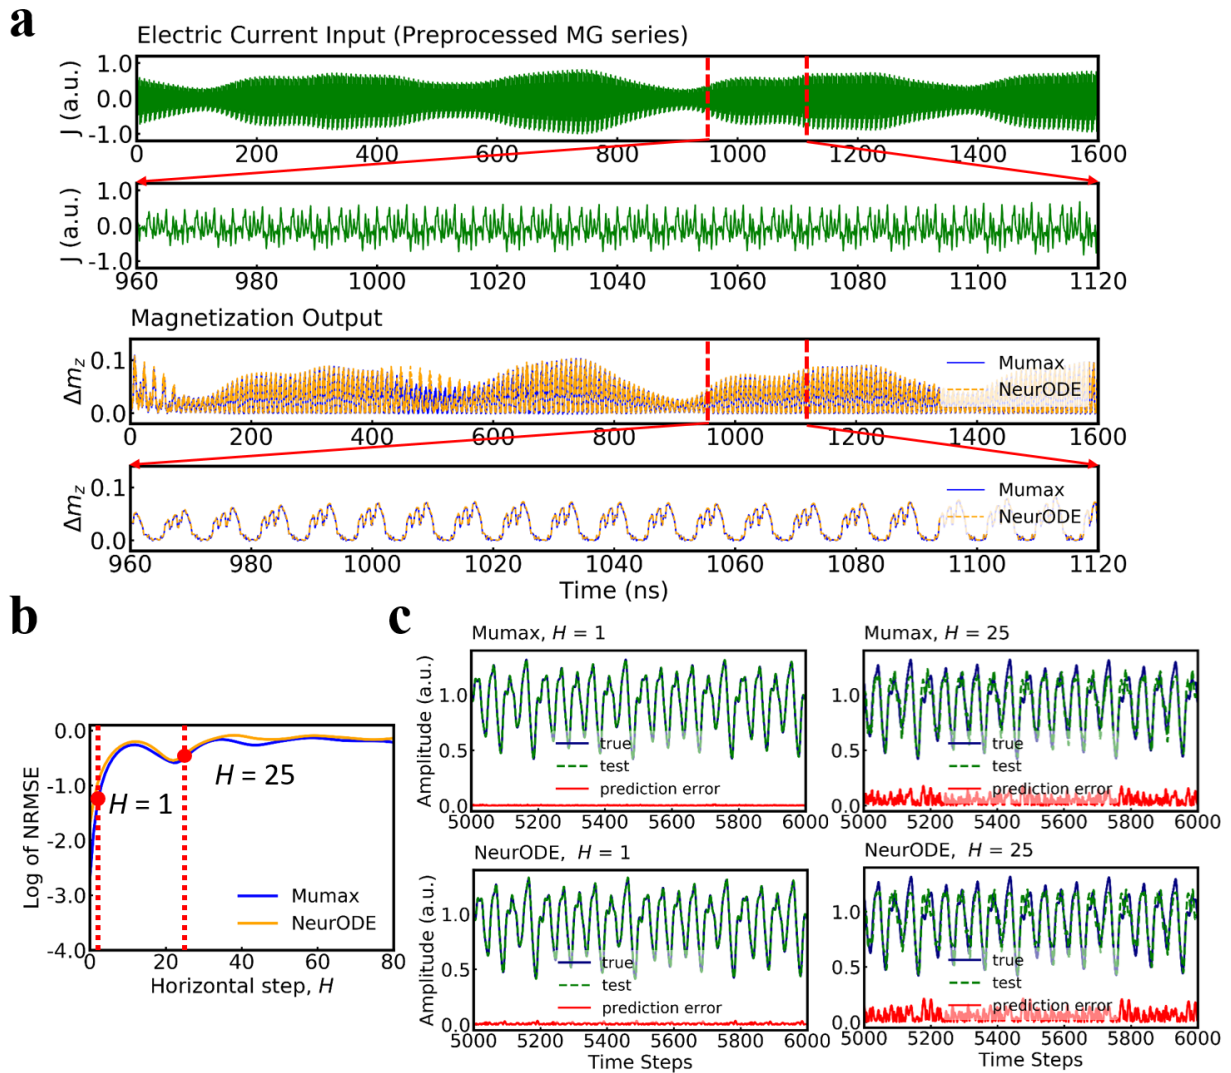 a
Electric Current Input (Preprocessed MG series)
J (a.u.)
1.0
0.0
-1.0
0 200 400 600 800 1000 1200 1400 1600
J (a.u.)
1.0
0.0
-1.0
960 980 1000 1020 1040 1060 1080 1100 1120
Magnetization Output
Δm_z
0.1
0.0
Mumax
NeurODE
0 200 400 600 800 1000 1200 1400 1600
Δm_z
0.1
0.0
Mumax
NeurODE
960 980 1000 1020 1040 1060 1080 1100 1120
Time (ns)
b
Log of NRMSE
0.0
-1.0
-2.0
-3.0
-4.0
H = 1
H = 25
Mumax
NeurODE
0 20 40 60 80
Horizontal step, H
c
Mumax, H = 1
Amplitude (a.u.)
1.0
0.5
0.0
true
test
prediction error
5000 5200 5400 5600 5800 6000
Mumax, H = 25
1.0
0.5
0.0
true
test
prediction error
5000 5200 5400 5600 5800 6000
NeurODE, H = 1
Amplitude (a.u.)
1.0
0.5
0.0
true
test
prediction error
5000 5200 5400 5600 5800 6000
Time Steps
NeurODE, H = 25
1.0
0.5
0.0
true
test
prediction error
5000 5200 5400 5600 5800 6000
Time Steps